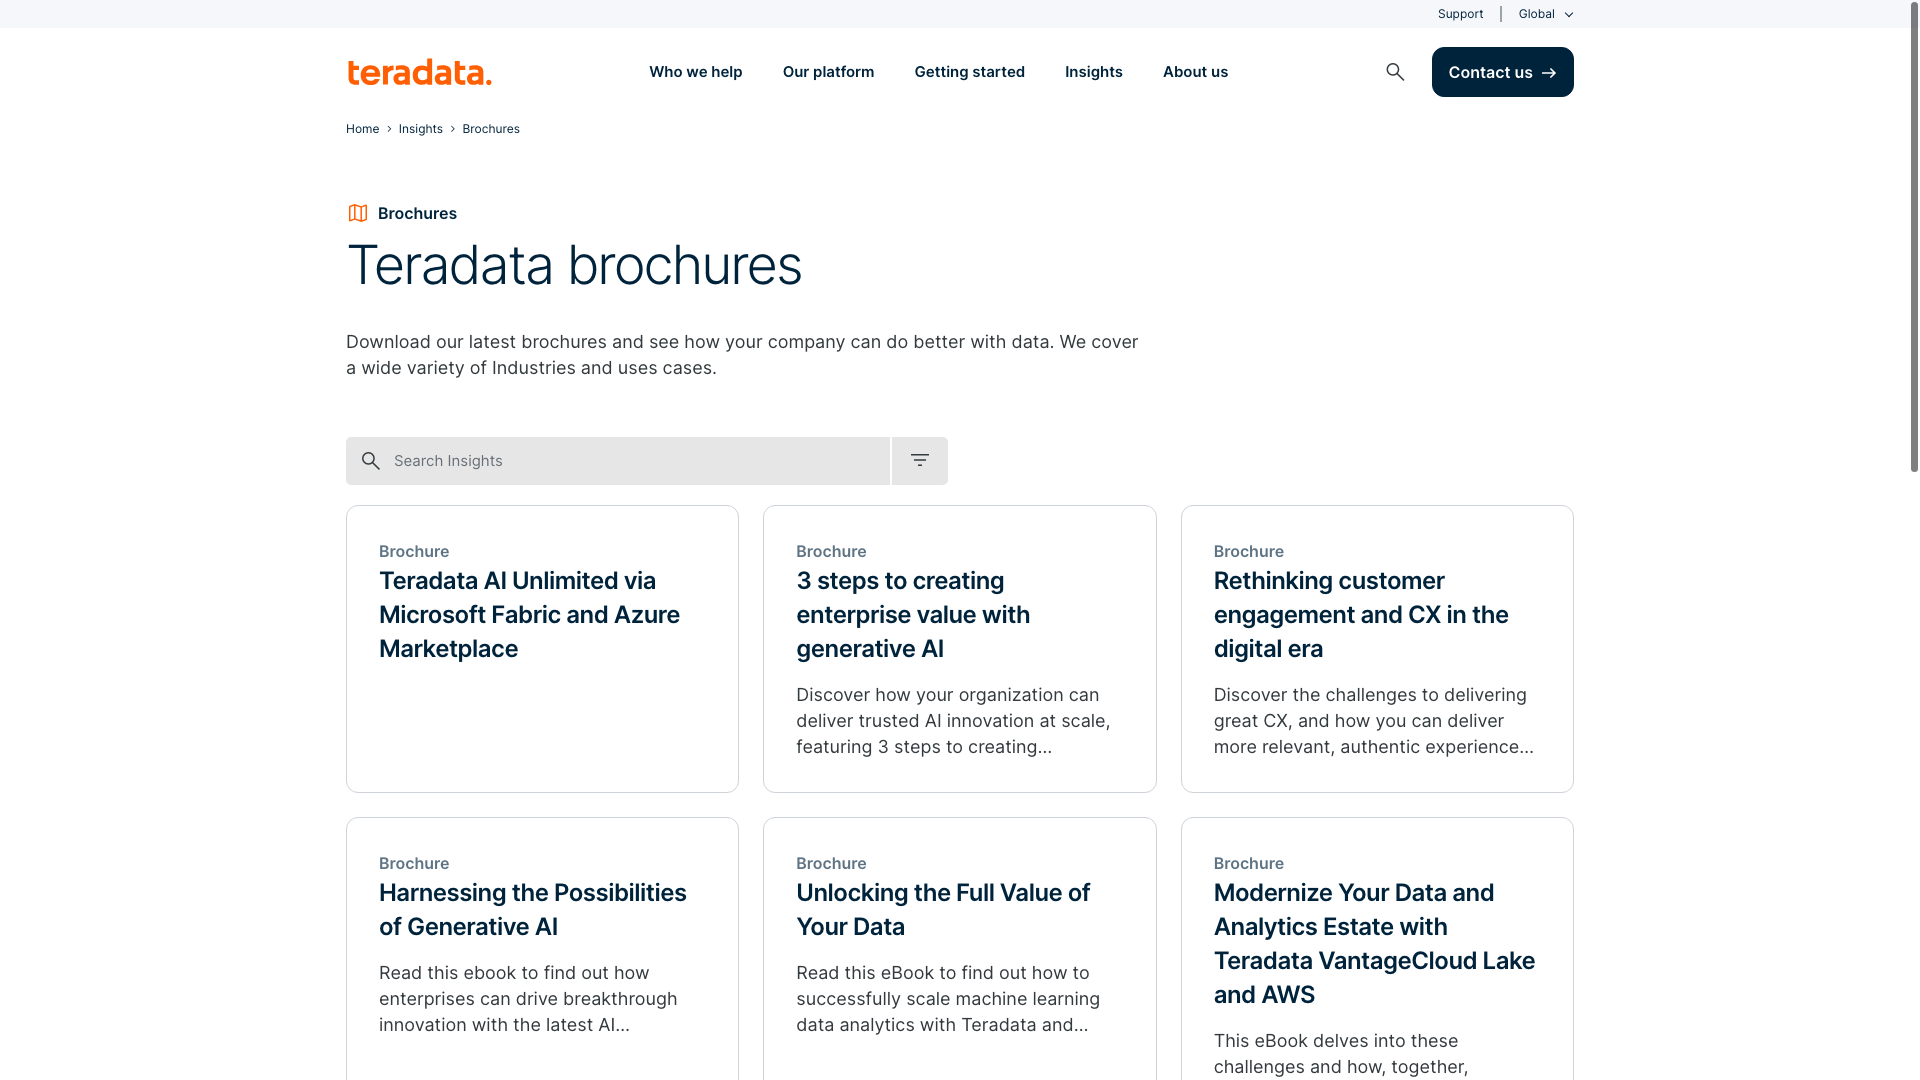 Support
Global
teradata.
Who we help
Our platform
Getting started
Insights
About us
Contact us
Home
Insights
Brochures
Brochures
Teradata brochures
Download our latest brochures and see how your company can do better with data. We cover
a wide variety of Industries and uses cases.
Search Insights
Brochure
Teradata AI Unlimited via
Microsoft Fabric and Azure
Marketplace
Brochure
3 steps to creating
enterprise value with
generative AI
Discover how your organization can
deliver trusted AI innovation at scale,
featuring 3 steps to creating...
Brochure
Rethinking customer
engagement and CX in the
digital era
Discover the challenges to delivering
great CX, and how you can deliver
more relevant, authentic experience...
Brochure
Harnessing the Possibilities
of Generative AI
Read this ebook to find out how
enterprises can drive breakthrough
innovation with the latest AI...
Brochure
Unlocking the Full Value of
Your Data
Read this eBook to find out how to
successfully scale machine learning
data analytics with Teradata and...
Brochure
Modernize Your Data and
Analytics Estate with
Teradata VantageCloud Lake
and AWS
This eBook delves into these
challenges and how, together,